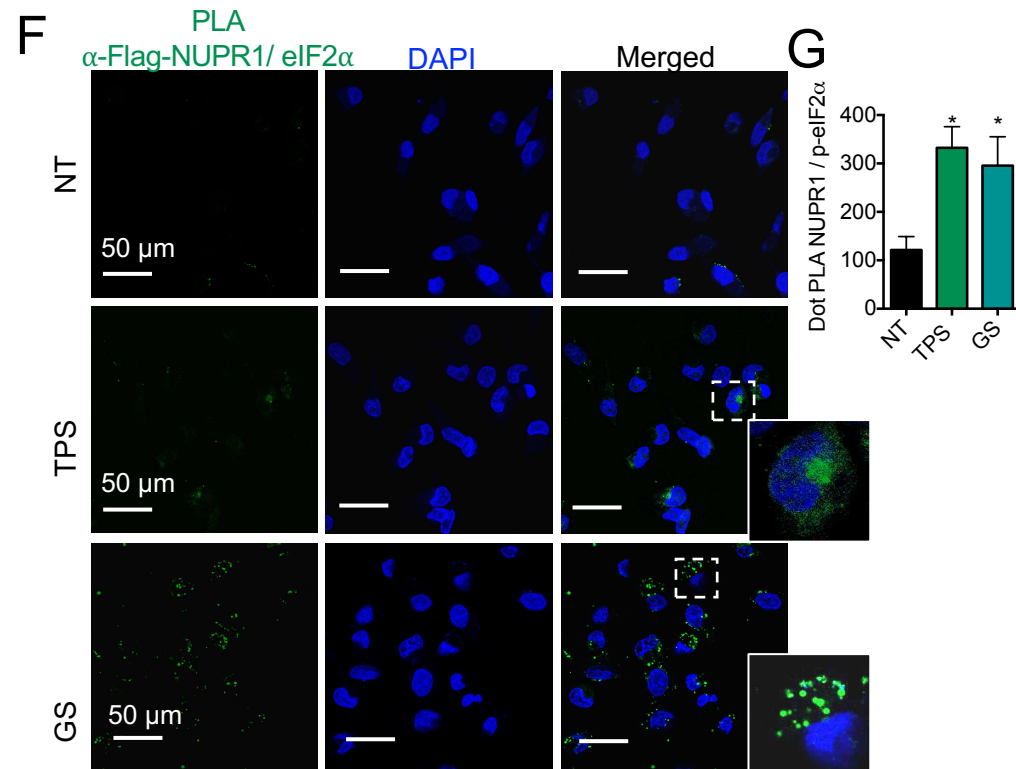 F
PLA
α-Flag-NUPR1/ eIF2α
DAPI
Merged
NT
50 µm
TPS
50 µm
GS
50 µm
G
Dot PLA NUPR1 / p-eIF2α
400
300
200
100
0
* *
NT
TPS
GS